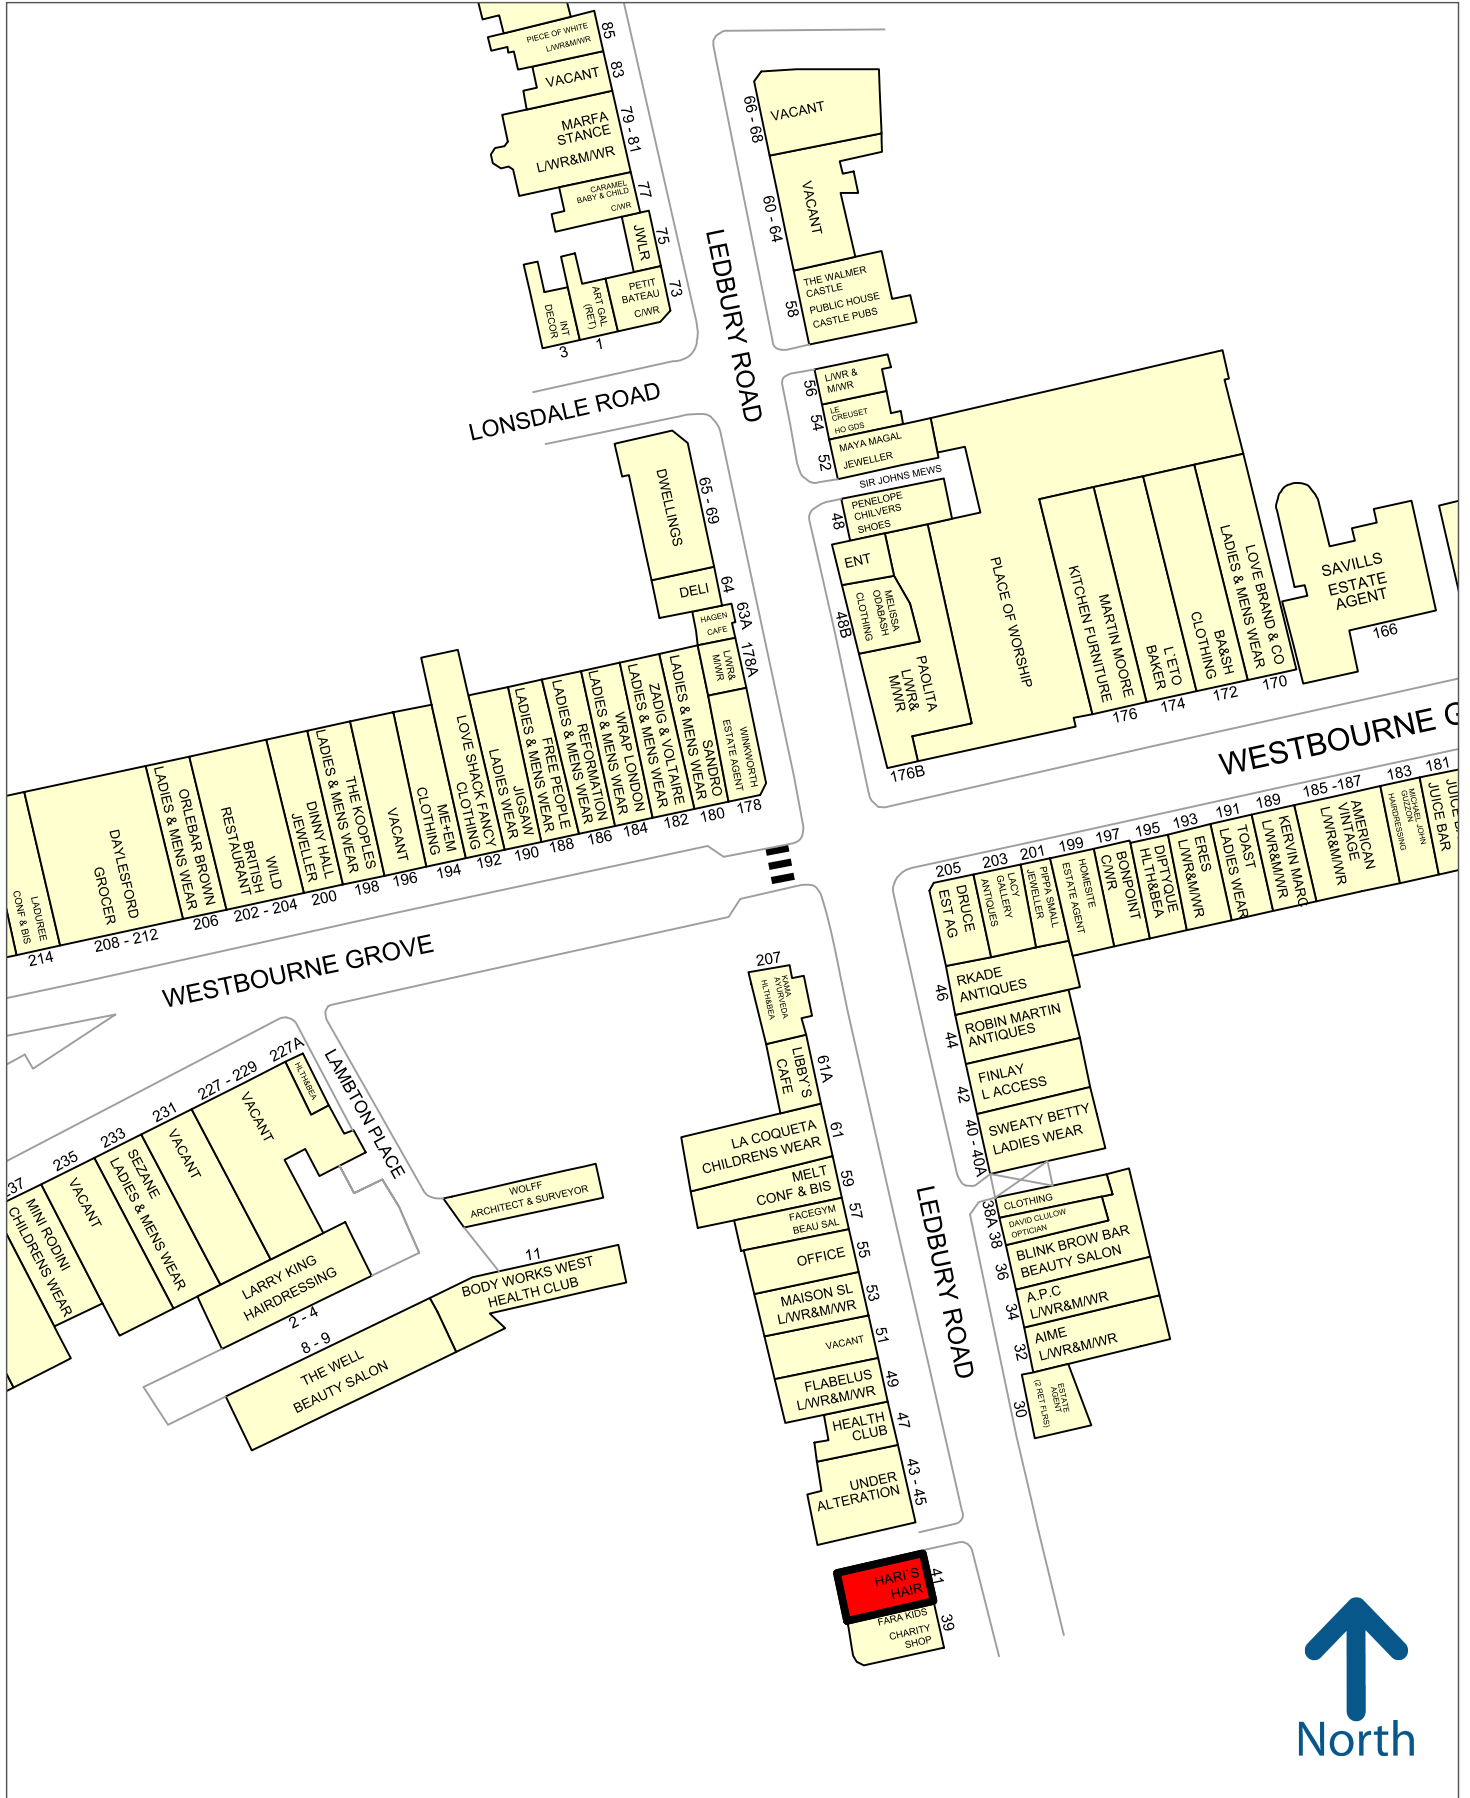 PIECE OF WHITE
L/WR&M/WR
85
VACANT
83
MARFA
STANCE
L/WR&M/WR
79 - 81
CARAMEL
BABY & CHILD
C/WR
77
JWLR
75
PETIT
BATEAU
C/WR
73
ART GAL
(RET)
1
INT
DECOR
3
LEDBURY ROAD
66 - 68
VACANT
60 - 64
VACANT
58
THE WALMER
CASTLE
PUBLIC HOUSE
CASTLE PUBS
LONSDALE ROAD
56
L/WR &
M/WR
54
LE
CREUSET
HO GDS
52
MAYA MAGAL
JEWELLER
SIR JOHNS MEWS
48
PENELOPE
CHILVERS
SHOES
ENT
48B
MELISSA
ODABASH
CLOTHING
PAOLITA
L/WR&
M/WR
176B
PLACE OF WORSHIP
MARTIN MOORE
KITCHEN FURNITURE
176
L'ETO
BAKER
174
BA&SH
CLOTHING
172
LOVE BRAND & CO
LADIES & MENS WEAR
170
SAVILLS
ESTATE
AGENT
166
DWELLINGS
65 - 69
DELI
64
HAGEN
CAFE
63A
L/WR&
M/WR
178A
WINKWORTH
ESTATE AGENT
178
SANDRO
LADIES & MENS WEAR
180
ZADIG & VOLTAIRE
LADIES & MENS WEAR
182
WRAP LONDON
LADIES & MENS WEAR
184
REFORMATION
LADIES & MENS WEAR
186
FREE PEOPLE
LADIES & MENS WEAR
188
JIGSAW
LADIES WEAR
190
LOVE SHACK FANCY
CLOTHING
192
ME+EM
CLOTHING
194
VACANT
196
THE KOOPLES
LADIES & MENS WEAR
198
DINNY HALL
JEWELLER
200
WILD
BRITISH
RESTAURANT
202 - 204
ORLEBAR BROWN
LADIES & MENS WEAR
206
DAYLESFORD
GROCER
208 - 212
LADUREE
CONF & BIS
214
WESTBOURNE G
WESTBOURNE GROVE
205
DRUCE
EST AG
203
LACY
GALLERY
ANTIQUES
201
PIPPA SMALL
JEWELLER
199
HOMESITE
ESTATE AGENT
197
BONPOINT
C/WR
195
DIPTYQUE
HLTH&BEA
193
ERES
L/WR&M/WR
191
TOAST
LADIES WEAR
189
KERVIN MARC
L/WR&M/WR
185 -187
AMERICAN
VINTAGE
L/WR&M/WR
183
MICHAEL JOHN
GUZZON
HAIRDRESSING
181
JUICE B
JUICE BAR
46
RKADE
ANTIQUES
44
ROBIN MARTIN
ANTIQUES
42
FINLAY
L ACCESS
40 - 40A
SWEATY BETTY
LADIES WEAR
38A
CLOTHING
38
DAVID CLULOW
OPTICIAN
36
BLINK BROW BAR
BEAUTY SALON
34
A.P.C
L/WR&M/WR
32
AIME
L/WR&M/WR
30
ESTATE
AGENT
(2 RET FLRS)
LEDBURY ROAD
207
KAMA
AYURVEDA
HLTH&BEA
LIBBY'S
CAFE
61A
LA COQUETA
CHILDRENS WEAR
61
MELT
CONF & BIS
59
FACEGYM
BEAU SAL
57
OFFICE
55
MAISON SL
L/WR&M/WR
53
VACANT
51
FLABELUS
L/WR&M/WR
49
HEALTH
CLUB
47
UNDER
ALTERATION
43 - 45
HARI'S
HAIR
41
FARA KIDS
CHARITY
SHOP
39
LAMBTON PLACE
227A
HLTH&BEA
227 - 229
VACANT
231
VACANT
233
SEZANE
LADIES & MENS WEAR
235
VACANT
237
MINI RODINI
CHILDRENS WEAR
LARRY KING
HAIRDRESSING
2 - 4
8 - 9
THE WELL
BEAUTY SALON
11
BODY WORKS WEST
HEALTH CLUB
WOLFF
ARCHITECT & SURVEYOR
North